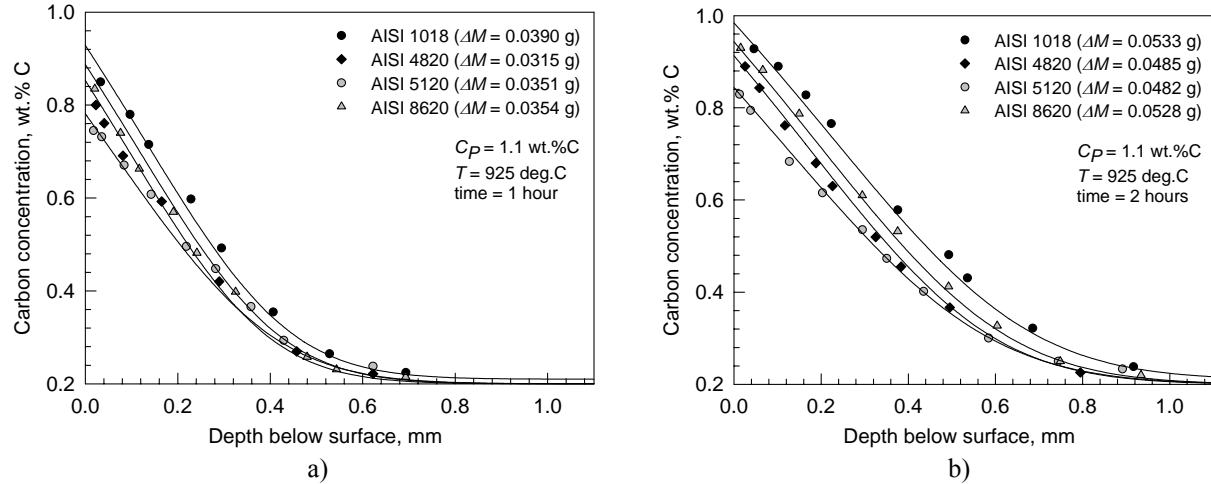 AISI 1018 (ΔM = 0.0390 g)
AISI 4820 (ΔM = 0.0315 g)
AISI 5120 (ΔM = 0.0351 g)
AISI 8620 (ΔM = 0.0354 g)
C_P = 1.1 wt.%C
T = 925 deg.C
time = 1 hour
Carbon concentration, wt.% C
1.0
0.8
0.6
0.4
0.2
0.0 0.2 0.4 0.6 0.8 1.0
Depth below surface, mm
a)
AISI 1018 (ΔM = 0.0533 g)
AISI 4820 (ΔM = 0.0485 g)
AISI 5120 (ΔM = 0.0482 g)
AISI 8620 (ΔM = 0.0528 g)
C_P = 1.1 wt.%C
T = 925 deg.C
time = 2 hours
Carbon concentration, wt.% C
1.0
0.8
0.6
0.4
0.2
0.0 0.2 0.4 0.6 0.8 1.0
Depth below surface, mm
b)